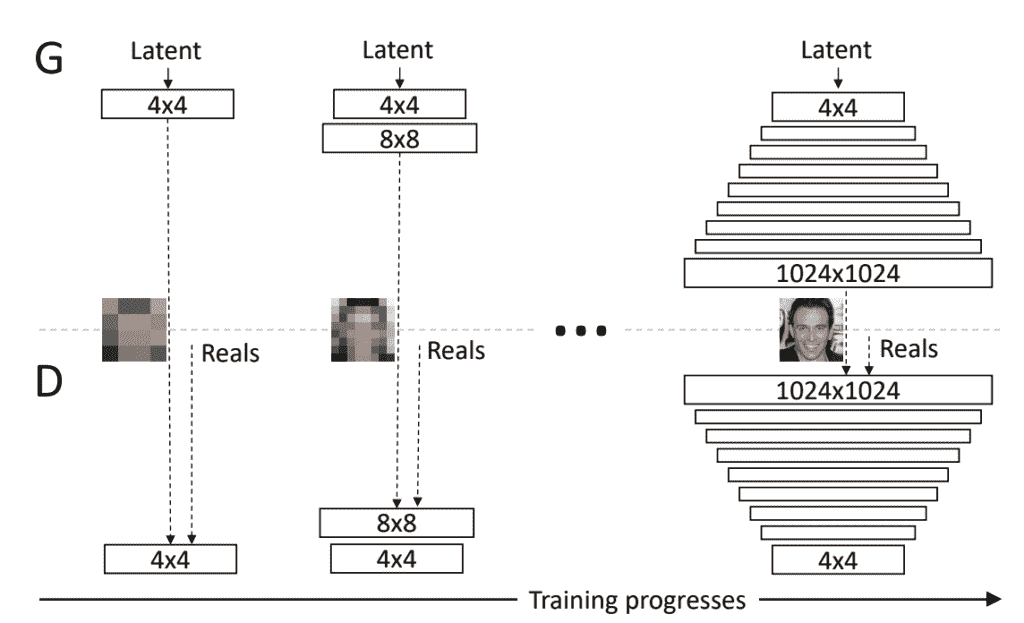 G
Latent
4x4
Latent
4x4
8x8
Latent
4x4
1024x1024
Reals
Reals
Reals
D
1024x1024
4x4
8x8
4x4
4x4
Training progresses